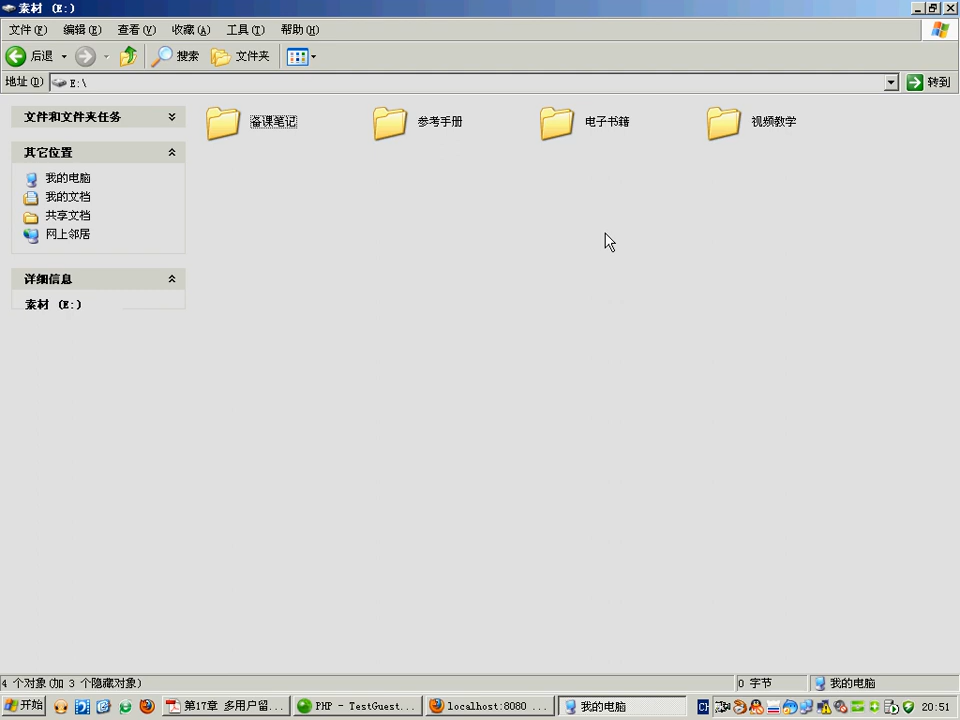 素材 (E:)
文件(F) 编辑(E) 查看(V) 收藏(A) 工具(T) 帮助(H)
后退 搜索 文件夹
地址(D) E:\ 转到
文件和文件夹任务
备课笔记 参考手册 电子书籍 视频教学
其它位置
我的电脑
我的文档
共享文档
网上邻居
详细信息
素材 (E:)
4 个对象(加 3 个隐藏对象) 0 字节 我的电脑
开始 第17章 多用户留... PHP - TestGuest... localhost:8080 ... 我的电脑 CH 20:51